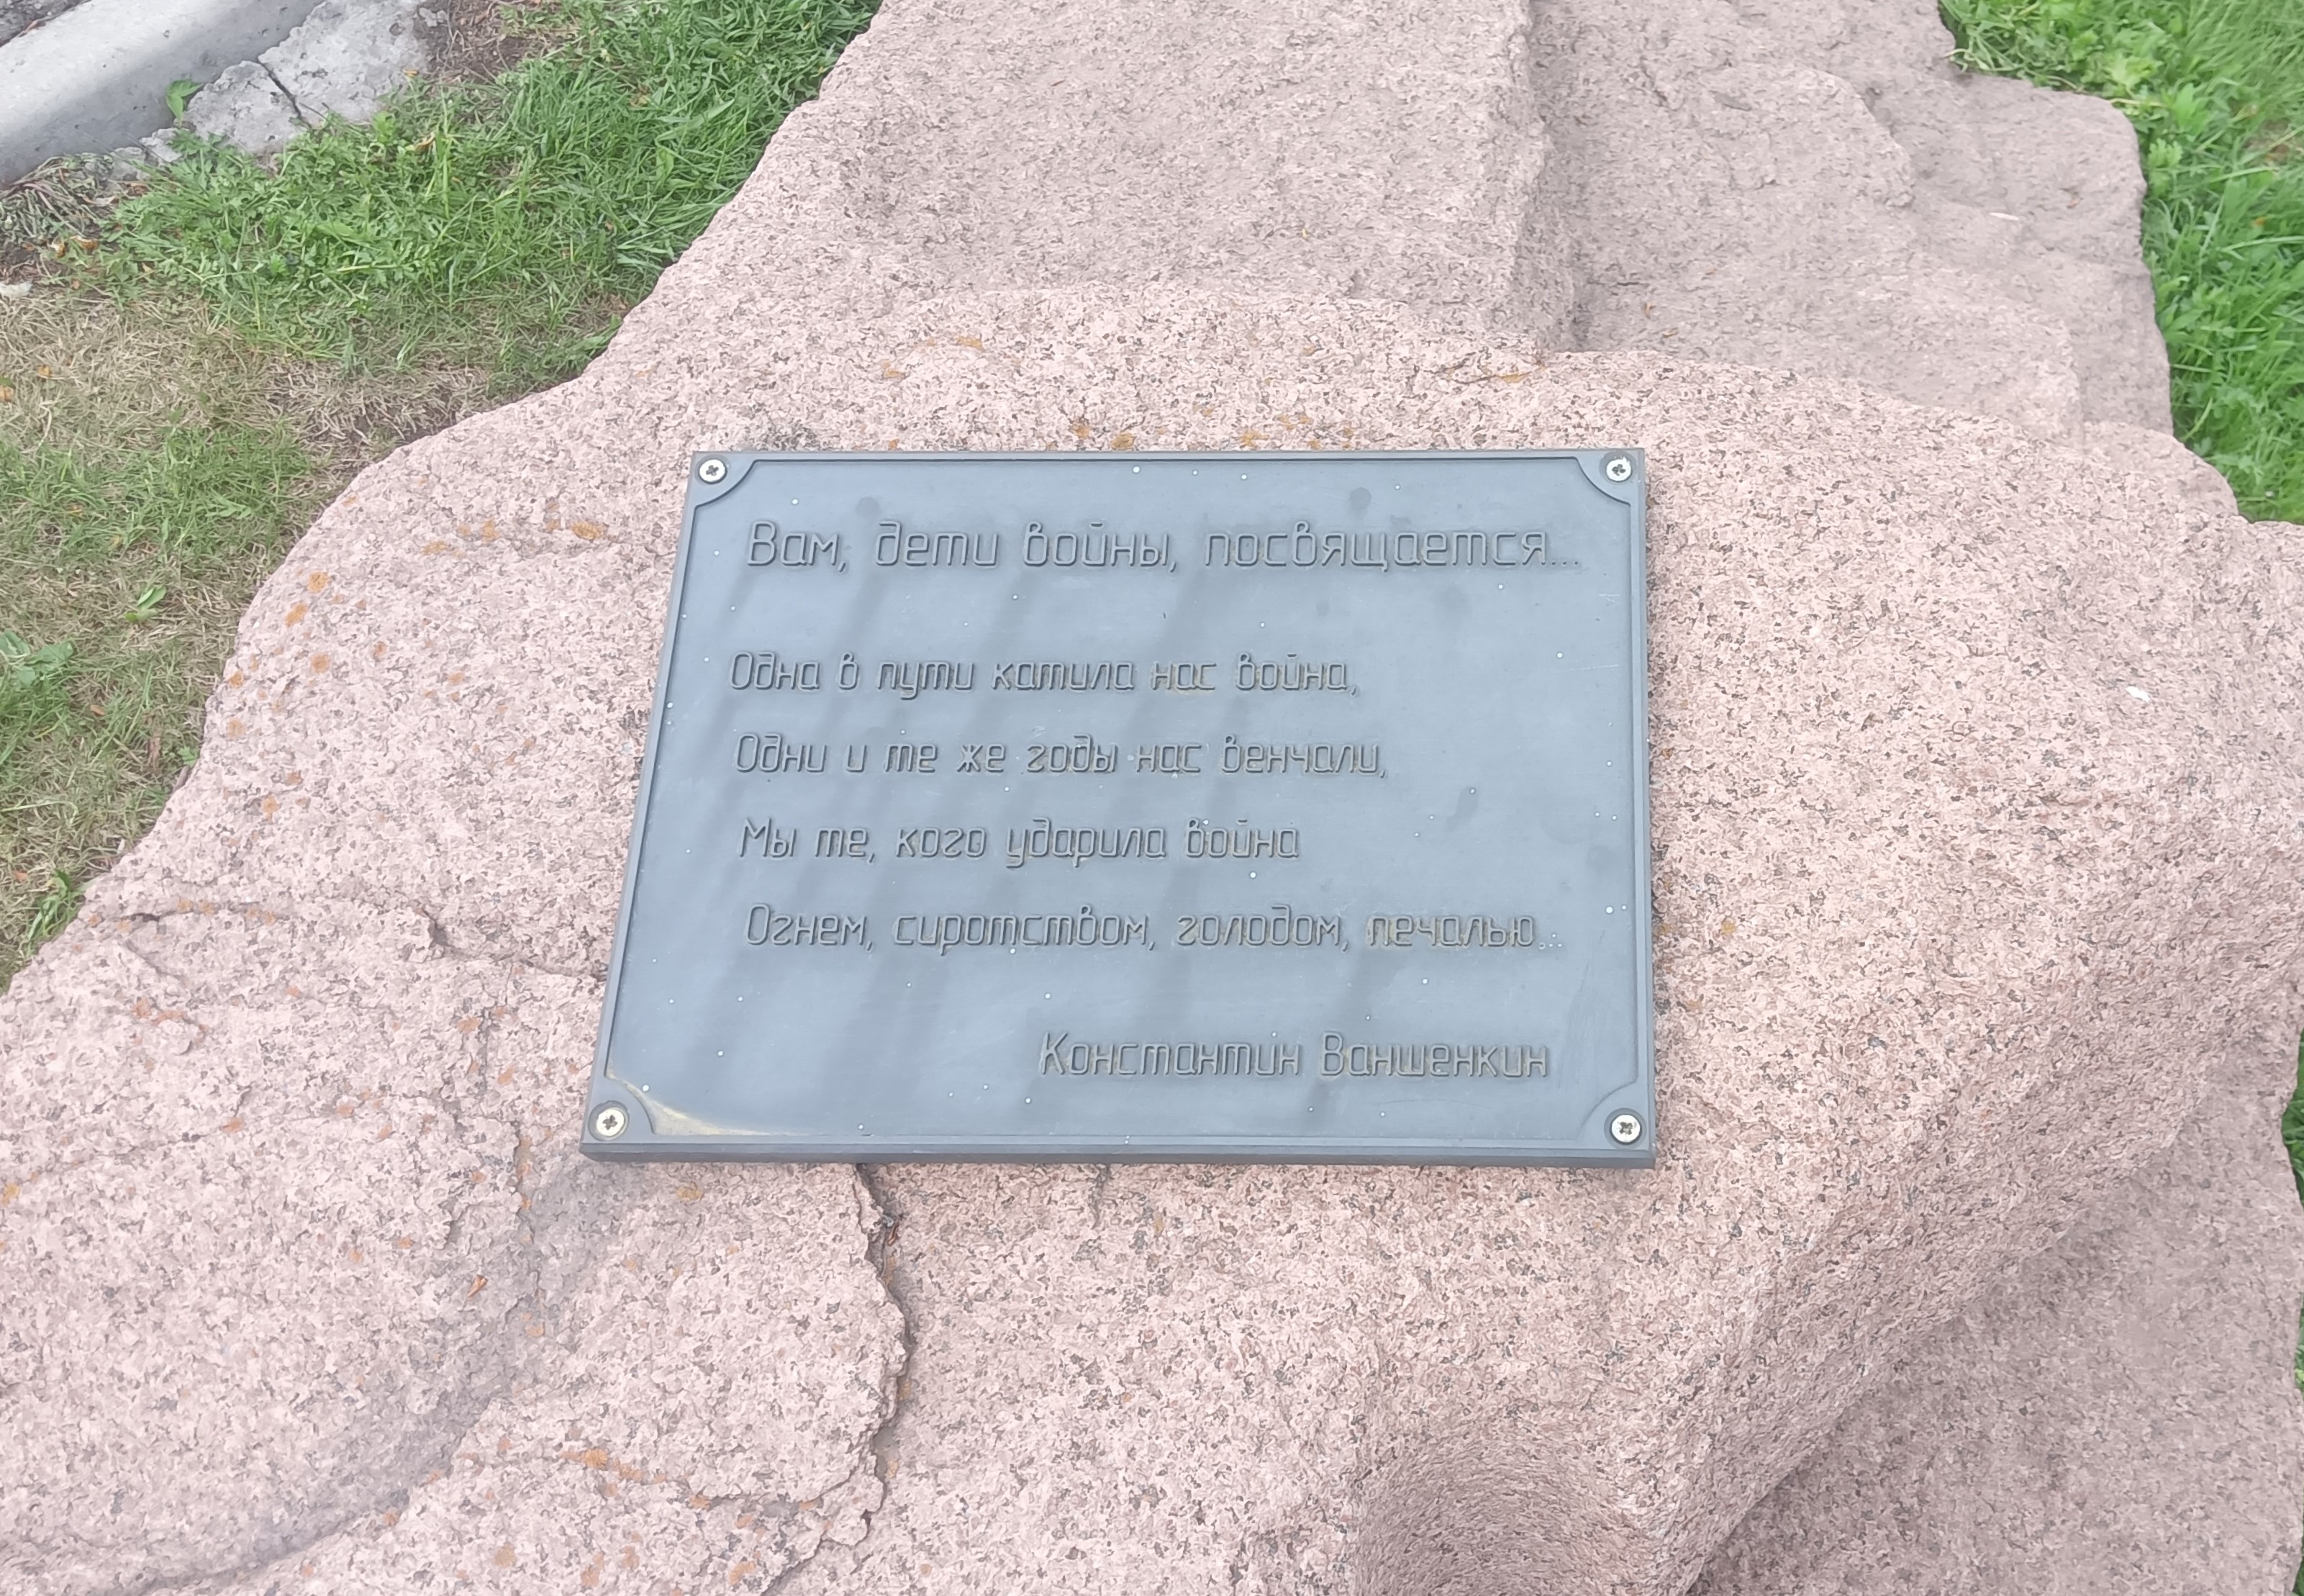 Вам, дети войны, посвящается...
Одна в пути катила нас война,
Одни и те же годы нас венчали,
Мы те, кого ударила война
Огнем, сиротством, голодом, печалью...
Константин Ваншенкин